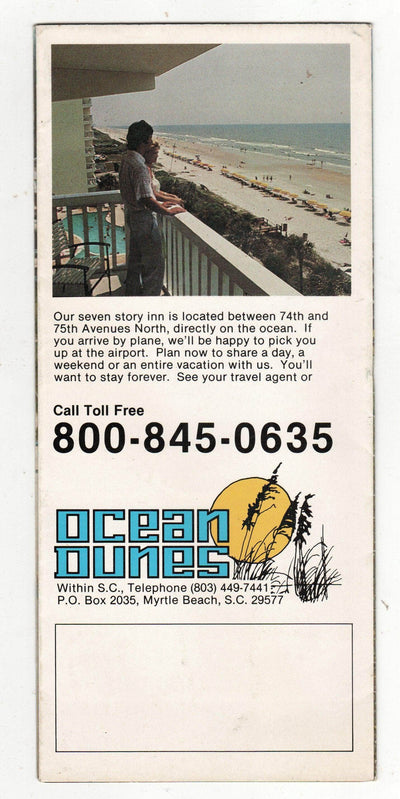 Our seven story inn is located between 74th and
75th Avenues North, directly on the ocean. If
you arrive by plane, we'll be happy to pick you
up at the airport. Plan now to share a day, a
weekend or an entire vacation with us. You'll
want to stay forever. See your travel agent or
Call Toll Free
800-845-0635
ocean
Dunes
Within S.C., Telephone (803) 449-7441
P.O. Box 2035, Myrtle Beach, S.C. 29577